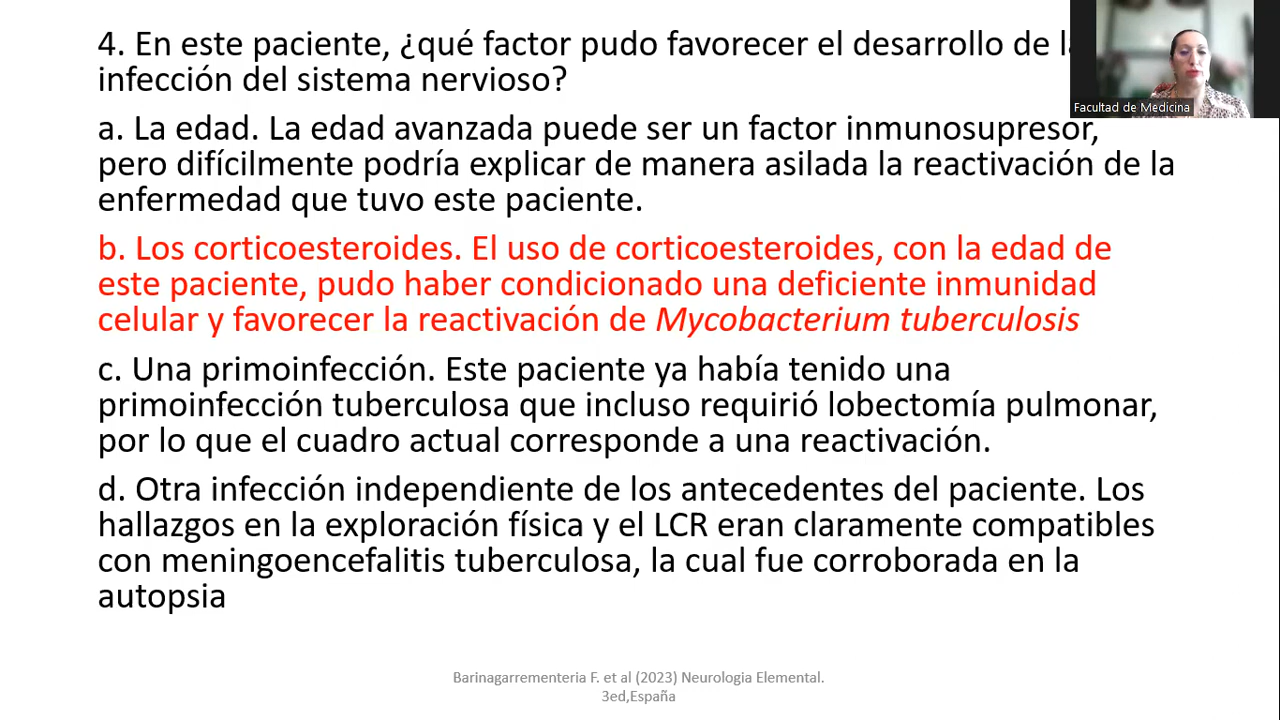 4. En este paciente, ¿qué factor pudo favorecer el desarrollo de
infección del sistema nervioso?
Facultad de Medicina
a. La edad. La edad avanzada puede ser un factor inmunosupresor,
pero difícilmente podría explicar de manera asilada la reactivación de la
enfermedad que tuvo este paciente.
b. Los corticoesteroides. El uso de corticoesteroides, con la edad de
este paciente, pudo haber condicionado una deficiente inmunidad
celular y favorecer la reactivación de Mycobacterium tuberculosis
c. Una primoinfección. Este paciente ya había tenido una
primoinfección tuberculosa que incluso requirió lobectomía pulmonar,
por lo que el cuadro actual corresponde a una reactivación.
d. Otra infección independiente de los antecedentes del paciente. Los
hallazgos en la exploración física y el LCR eran claramente compatibles
con meningoencefalitis tuberculosa, la cual fue corroborada en la
autopsia
Barinagarrementeria F. et al (2023) Neurologia Elemental.
3ed,España